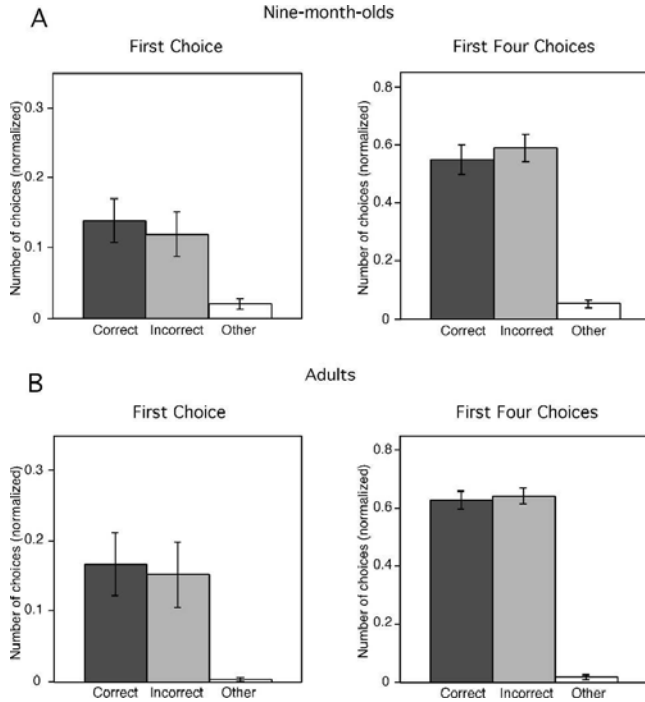 A
Nine-month-olds
First Choice
First Four Choices
Number of choices (normalized)
0.3
0.2
0.1
0
Correct Incorrect Other
Number of choices (normalized)
0.8
0.6
0.4
0.2
0
Correct Incorrect Other
B
Adults
First Choice
First Four Choices
Number of choices (normalized)
0.3
0.2
0.1
0
Correct Incorrect Other
Number of choices (normalized)
0.8
0.6
0.4
0.2
0
Correct Incorrect Other